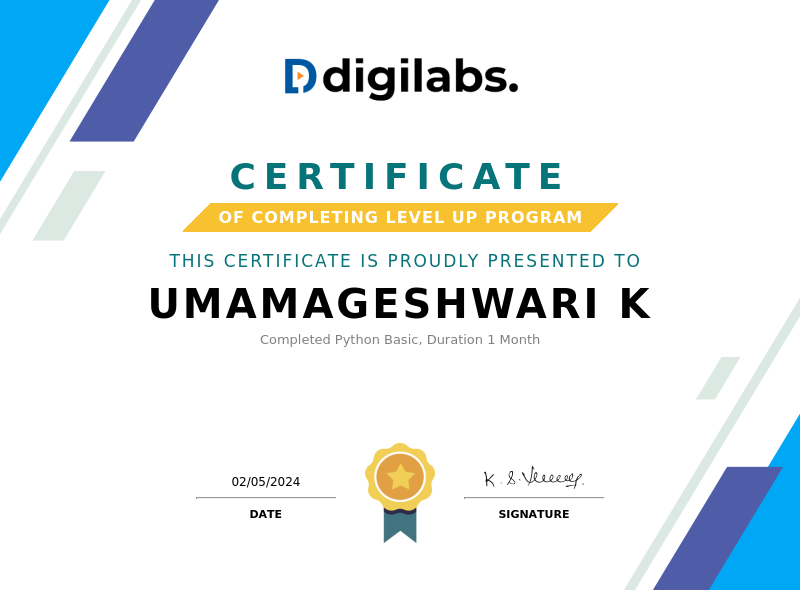 digilabs.
CERTIFICATE
OF COMPLETING LEVEL UP PROGRAM
THIS CERTIFICATE IS PROUDLY PRESENTED TO
UMAMAGESHWARI K
Completed Python Basic, Duration 1 Month
02/05/2024
DATE
K. S.
SIGNATURE